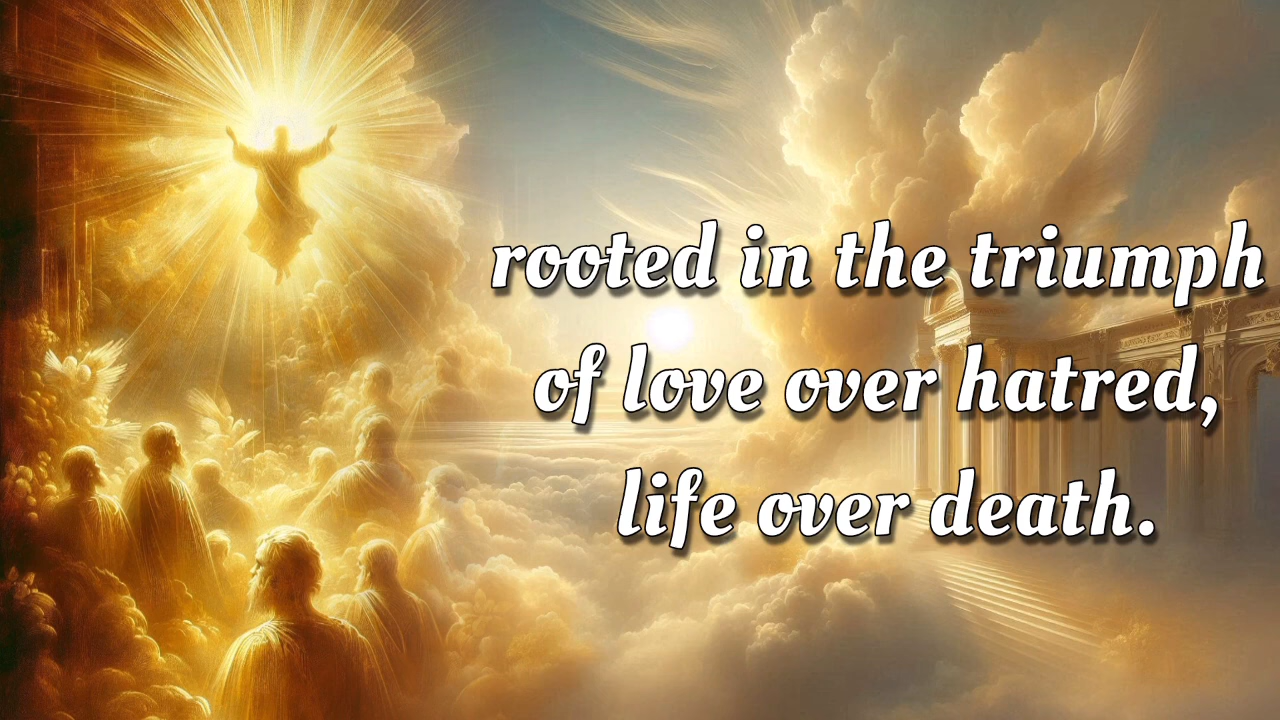 rooted in the triumph
of love over hatred,
life over death.